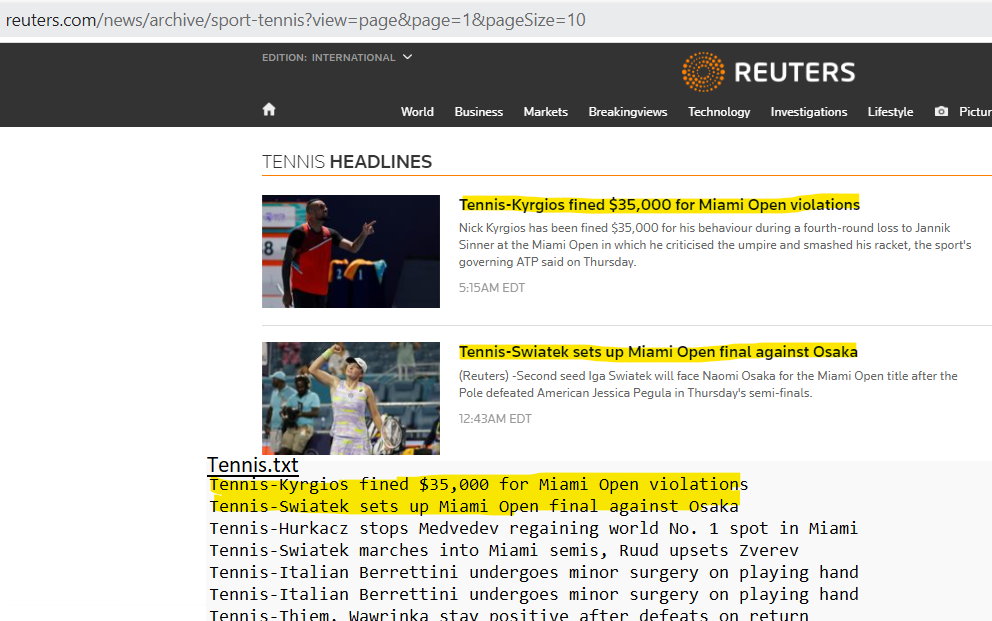 reuters.com/news/archive/sport-tennis?view=page&page=1&pageSize=10
EDITION: INTERNATIONAL
REUTERS
World Business Markets Breakingviews Technology Investigations Lifestyle Pictur
TENNIS HEADLINES
Tennis-Kyrgios fined $35,000 for Miami Open violations
Nick Kyrgios has been fined $35,000 for his behaviour during a fourth-round loss to Jannik
Sinner at the Miami Open in which he criticised the umpire and smashed his racket, the sport's
governing ATP said on Thursday.
5:15AM EDT
8
Tennis-Swiatek sets up Miami Open final against Osaka
(Reuters) -Second seed Iga Swiatek will face Naomi Osaka for the Miami Open title after the
Pole defeated American Jessica Pegula in Thursday's semi-finals.
12:43AM EDT
Tennis.txt
Tennis-Kyrgios fined $35,000 for Miami Open violations
Tennis-Swiatek sets up Miami Open final against Osaka
Tennis-Hurkacz stops Medvedev regaining world No. 1 spot in Miami
Tennis-Swiatek marches into Miami semis, Ruud upsets Zverev
Tennis-Italian Berrettini undergoes minor surgery on playing hand
Tennis-Italian Berrettini undergoes minor surgery on playing hand
Tennis-Thiem, Wawrinka stay positive after defeats on return